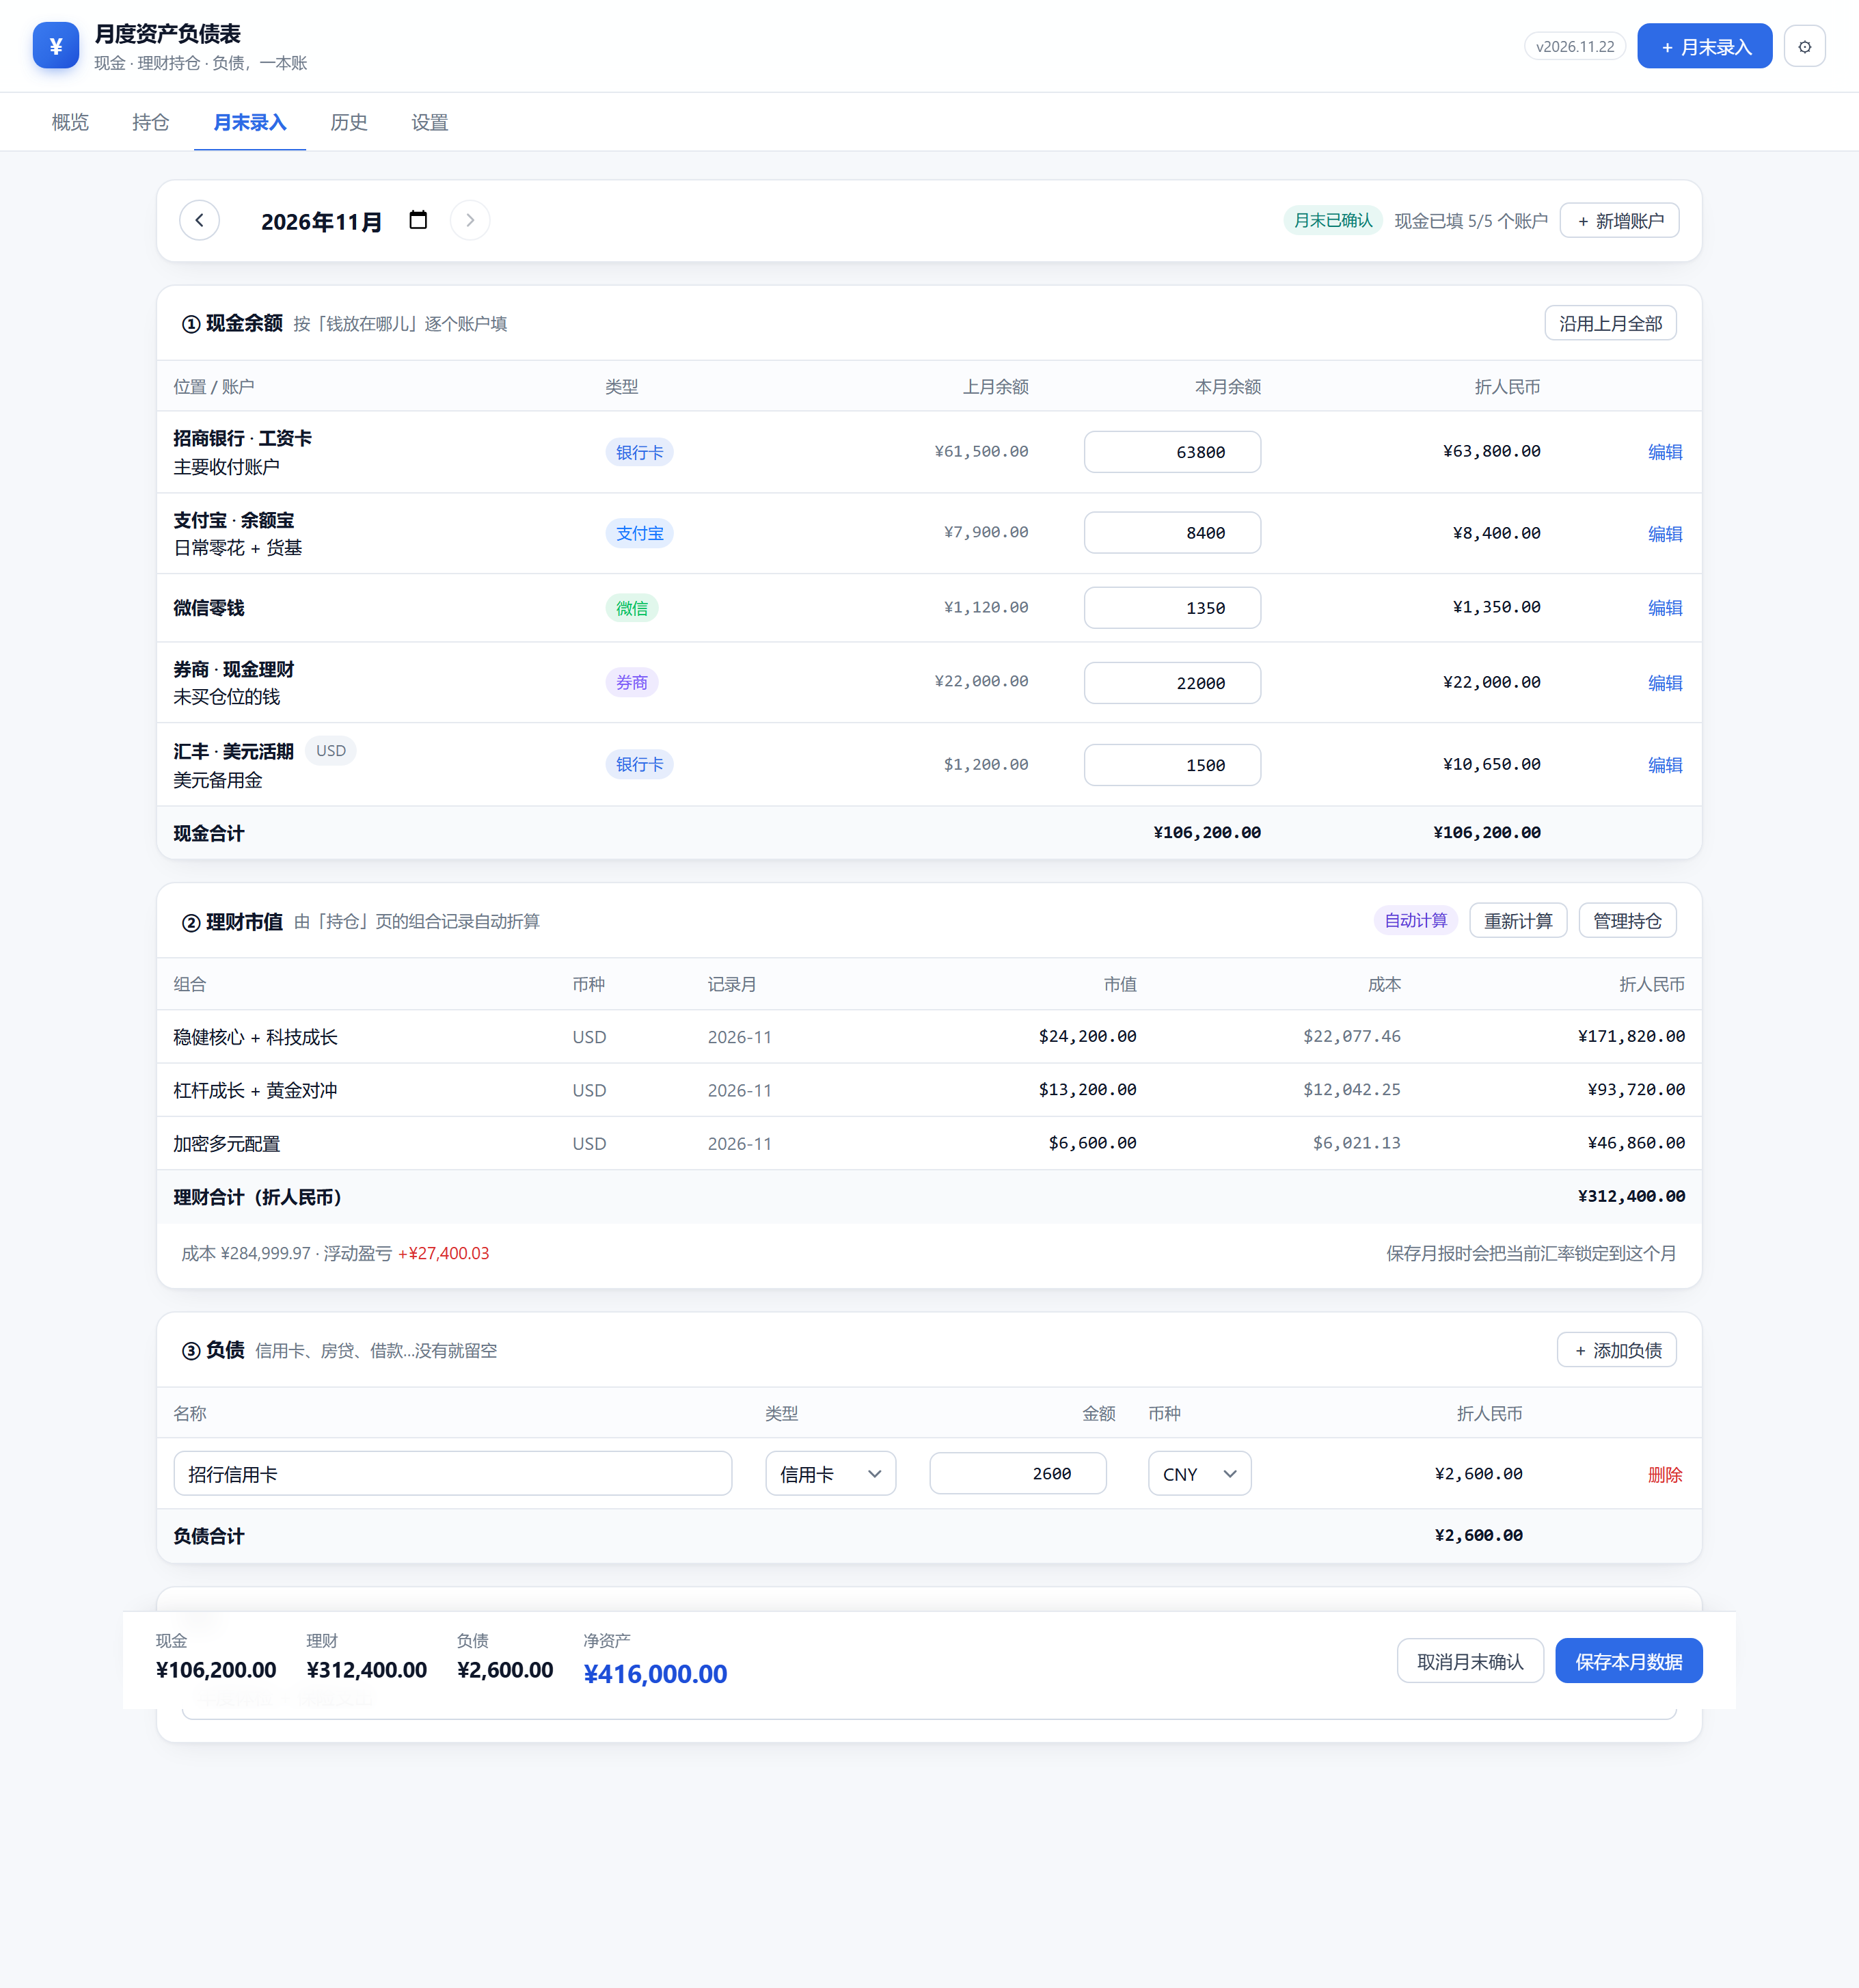 ¥
月度资产负债表
现金 · 理财持仓 · 负债，一本账
v2026.11.22
+ 月末录入
概览 持仓 月末录入 历史 设置
2026年11月
月末已确认 现金已填 5/5 个账户 + 新增账户
① 现金余额 按「钱放在哪儿」逐个账户填 沿用上月全部
位置 / 账户 类型 上月余额 本月余额 折人民币
招商银行 · 工资卡
主要收付账户
银行卡 ¥61,500.00 63800 ¥63,800.00 编辑
支付宝 · 余额宝
日常零花 + 货基
支付宝 ¥7,900.00 8400 ¥8,400.00 编辑
微信零钱 微信 ¥1,120.00 1350 ¥1,350.00 编辑
券商 · 现金理财
未买仓位的钱
券商 ¥22,000.00 22000 ¥22,000.00 编辑
汇丰 · 美元活期 USD
美元备用金
银行卡 $1,200.00 1500 ¥10,650.00 编辑
现金合计 ¥106,200.00 ¥106,200.00
② 理财市值 由「持仓」页的组合记录自动折算 自动计算 重新计算 管理持仓
组合 币种 记录月 市值 成本 折人民币
稳健核心 + 科技成长 USD 2026-11 $24,200.00 $22,077.46 ¥171,820.00
杠杆成长 + 黄金对冲 USD 2026-11 $13,200.00 $12,042.25 ¥93,720.00
加密多元配置 USD 2026-11 $6,600.00 $6,021.13 ¥46,860.00
理财合计（折人民币） ¥312,400.00
成本 ¥284,999.97 · 浮动盈亏 +¥27,400.03 保存月报时会把当前汇率锁定到这个月
③ 负债 信用卡、房贷、借款...没有就留空 + 添加负债
名称 类型 金额 币种 折人民币
招行信用卡 信用卡 2600 CNY ¥2,600.00 删除
负债合计 ¥2,600.00
现金 理财 负债 净资产
¥106,200.00 ¥312,400.00 ¥2,600.00 ¥416,000.00
取消月末确认 保存本月数据